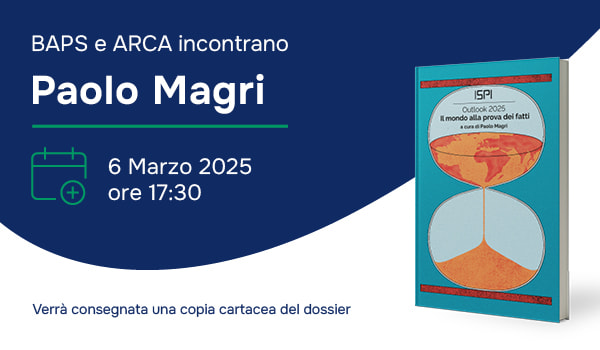 BAPS e ARCA incontrano
Paolo Magri
6 Marzo 2025
ore 17:30
ISPI
Outlook 2025
Il mondo alla prova dei fatti
a cura di Paolo Magri
Verrà consegnata una copia cartacea del dossier